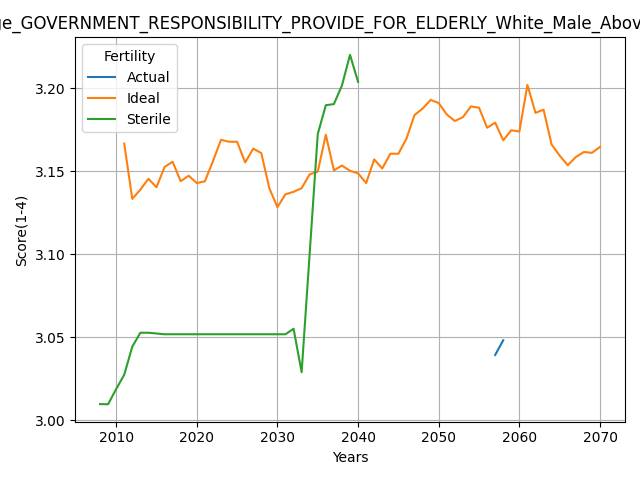 ge_GOVERNMENT_RESPONSIBILITY_PROVIDE_FOR_ELDERLY_White_Male_Abov
Fertility
Actual
Ideal
Sterile
3.20
3.15
3.10
3.05
3.00
Score(1-4)
2010 2020 2030 2040 2050 2060 2070
Years